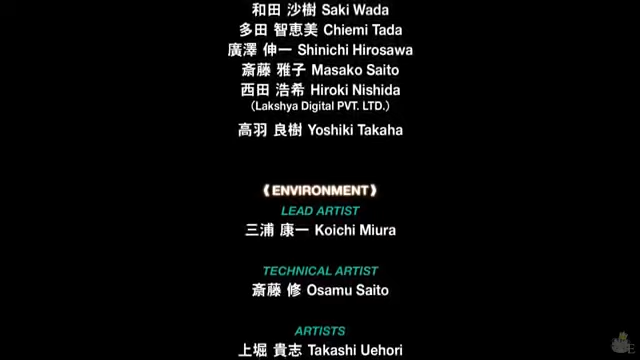 和田 沙樹 Saki Wada
多田 智恵美 Chiemi Tada
廣澤 伸一 Shinichi Hirosawa
斎藤 雅子 Masako Saito
西田 浩希 Hiroki Nishida
(Lakshya Digital PVT. LTD.)
高羽 良樹 Yoshiki Takaha
《ENVIRONMENT》
LEAD ARTIST
三浦 康一 Koichi Miura
TECHNICAL ARTIST
斎藤 修 Osamu Saito
ARTISTS
上堀 貴志 Takashi Uehori